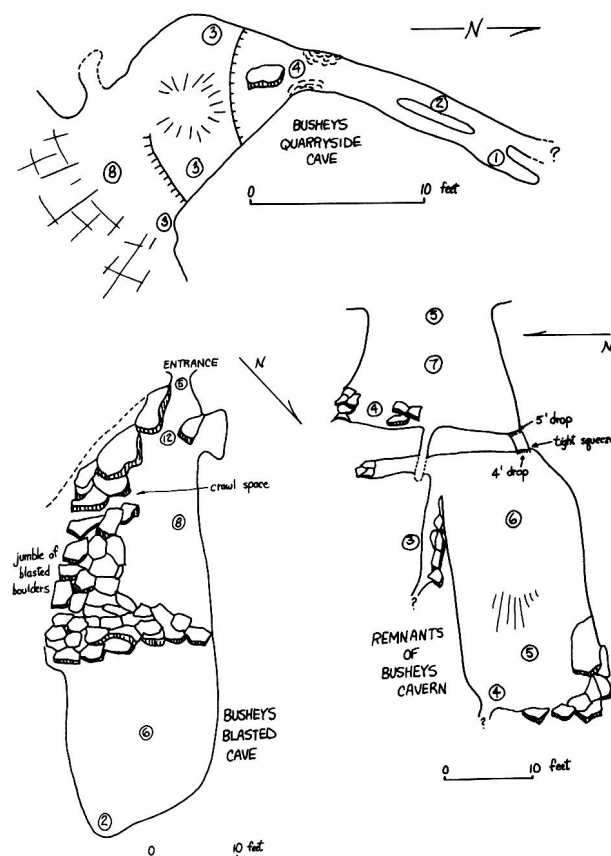 ③
N
④
②
BUSHEYS
QUARRYSIDE
CAVE
①
?
⑧
③
③
0 10 feet
⑤
⑦
N
④
5' drop
tight squeeze
4' drop
③
?
⑥
REMNANTS
OF
BUSHEYS
CAVERN
⑤
④
?
0 10 feet
ENTRANCE
⑤
N
⑫
crawl space
⑧
jumble of
blasted
boulders
BUSHEYS
BLASTED
CAVE
⑥
②
0 10 feet